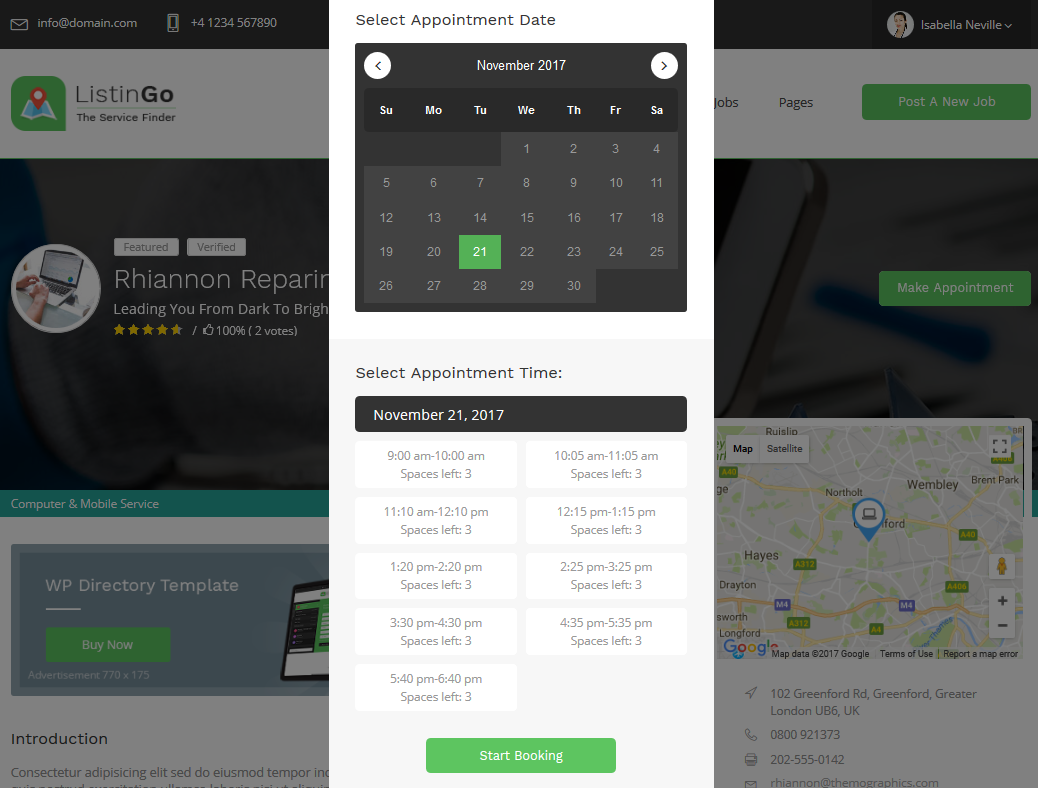 info@domain.com
+4 1234 567890
Isabella Neville
ListinGo
The Service Finder
Jobs
Pages
Post A New Job
Featured
Verified
Rhiannon Reparin
Leading You From Dark To Brigh
/ 100% ( 2 votes)
Make Appointment
Computer & Mobile Service
WP Directory Template
Buy Now
Advertisement 770 x 175
Introduction
Consectetur adipisicing elit sed do eiusmod tempor inc
Select Appointment Date
November 2017
Su Mo Tu We Th Fr Sa
1 2 3 4
5 6 7 8 9 10 11
12 13 14 15 16 17 18
19 20 21 22 23 24 25
26 27 28 29 30
Select Appointment Time:
November 21, 2017
9:00 am-10:00 am
Spaces left: 3
10:05 am-11:05 am
Spaces left: 3
11:10 am-12:10 pm
Spaces left: 3
12:15 pm-1:15 pm
Spaces left: 3
1:20 pm-2:20 pm
Spaces left: 3
2:25 pm-3:25 pm
Spaces left: 3
3:30 pm-4:30 pm
Spaces left: 3
4:35 pm-5:35 pm
Spaces left: 3
5:40 pm-6:40 pm
Spaces left: 3
Start Booking
Ruislip
Map
Satellite
A40
Wembley
Brent Park
Northolt
Hayes
A312
A40
Drayton
A406
M4
M4
sworth
A312
A4
Longford
Google
Map data ©2017 Google
Terms of Use
Report a map error
102 Greenford Rd, Greenford, Greater
London UB6, UK
0800 921373
202-555-0142
rhiannon@themographics.com